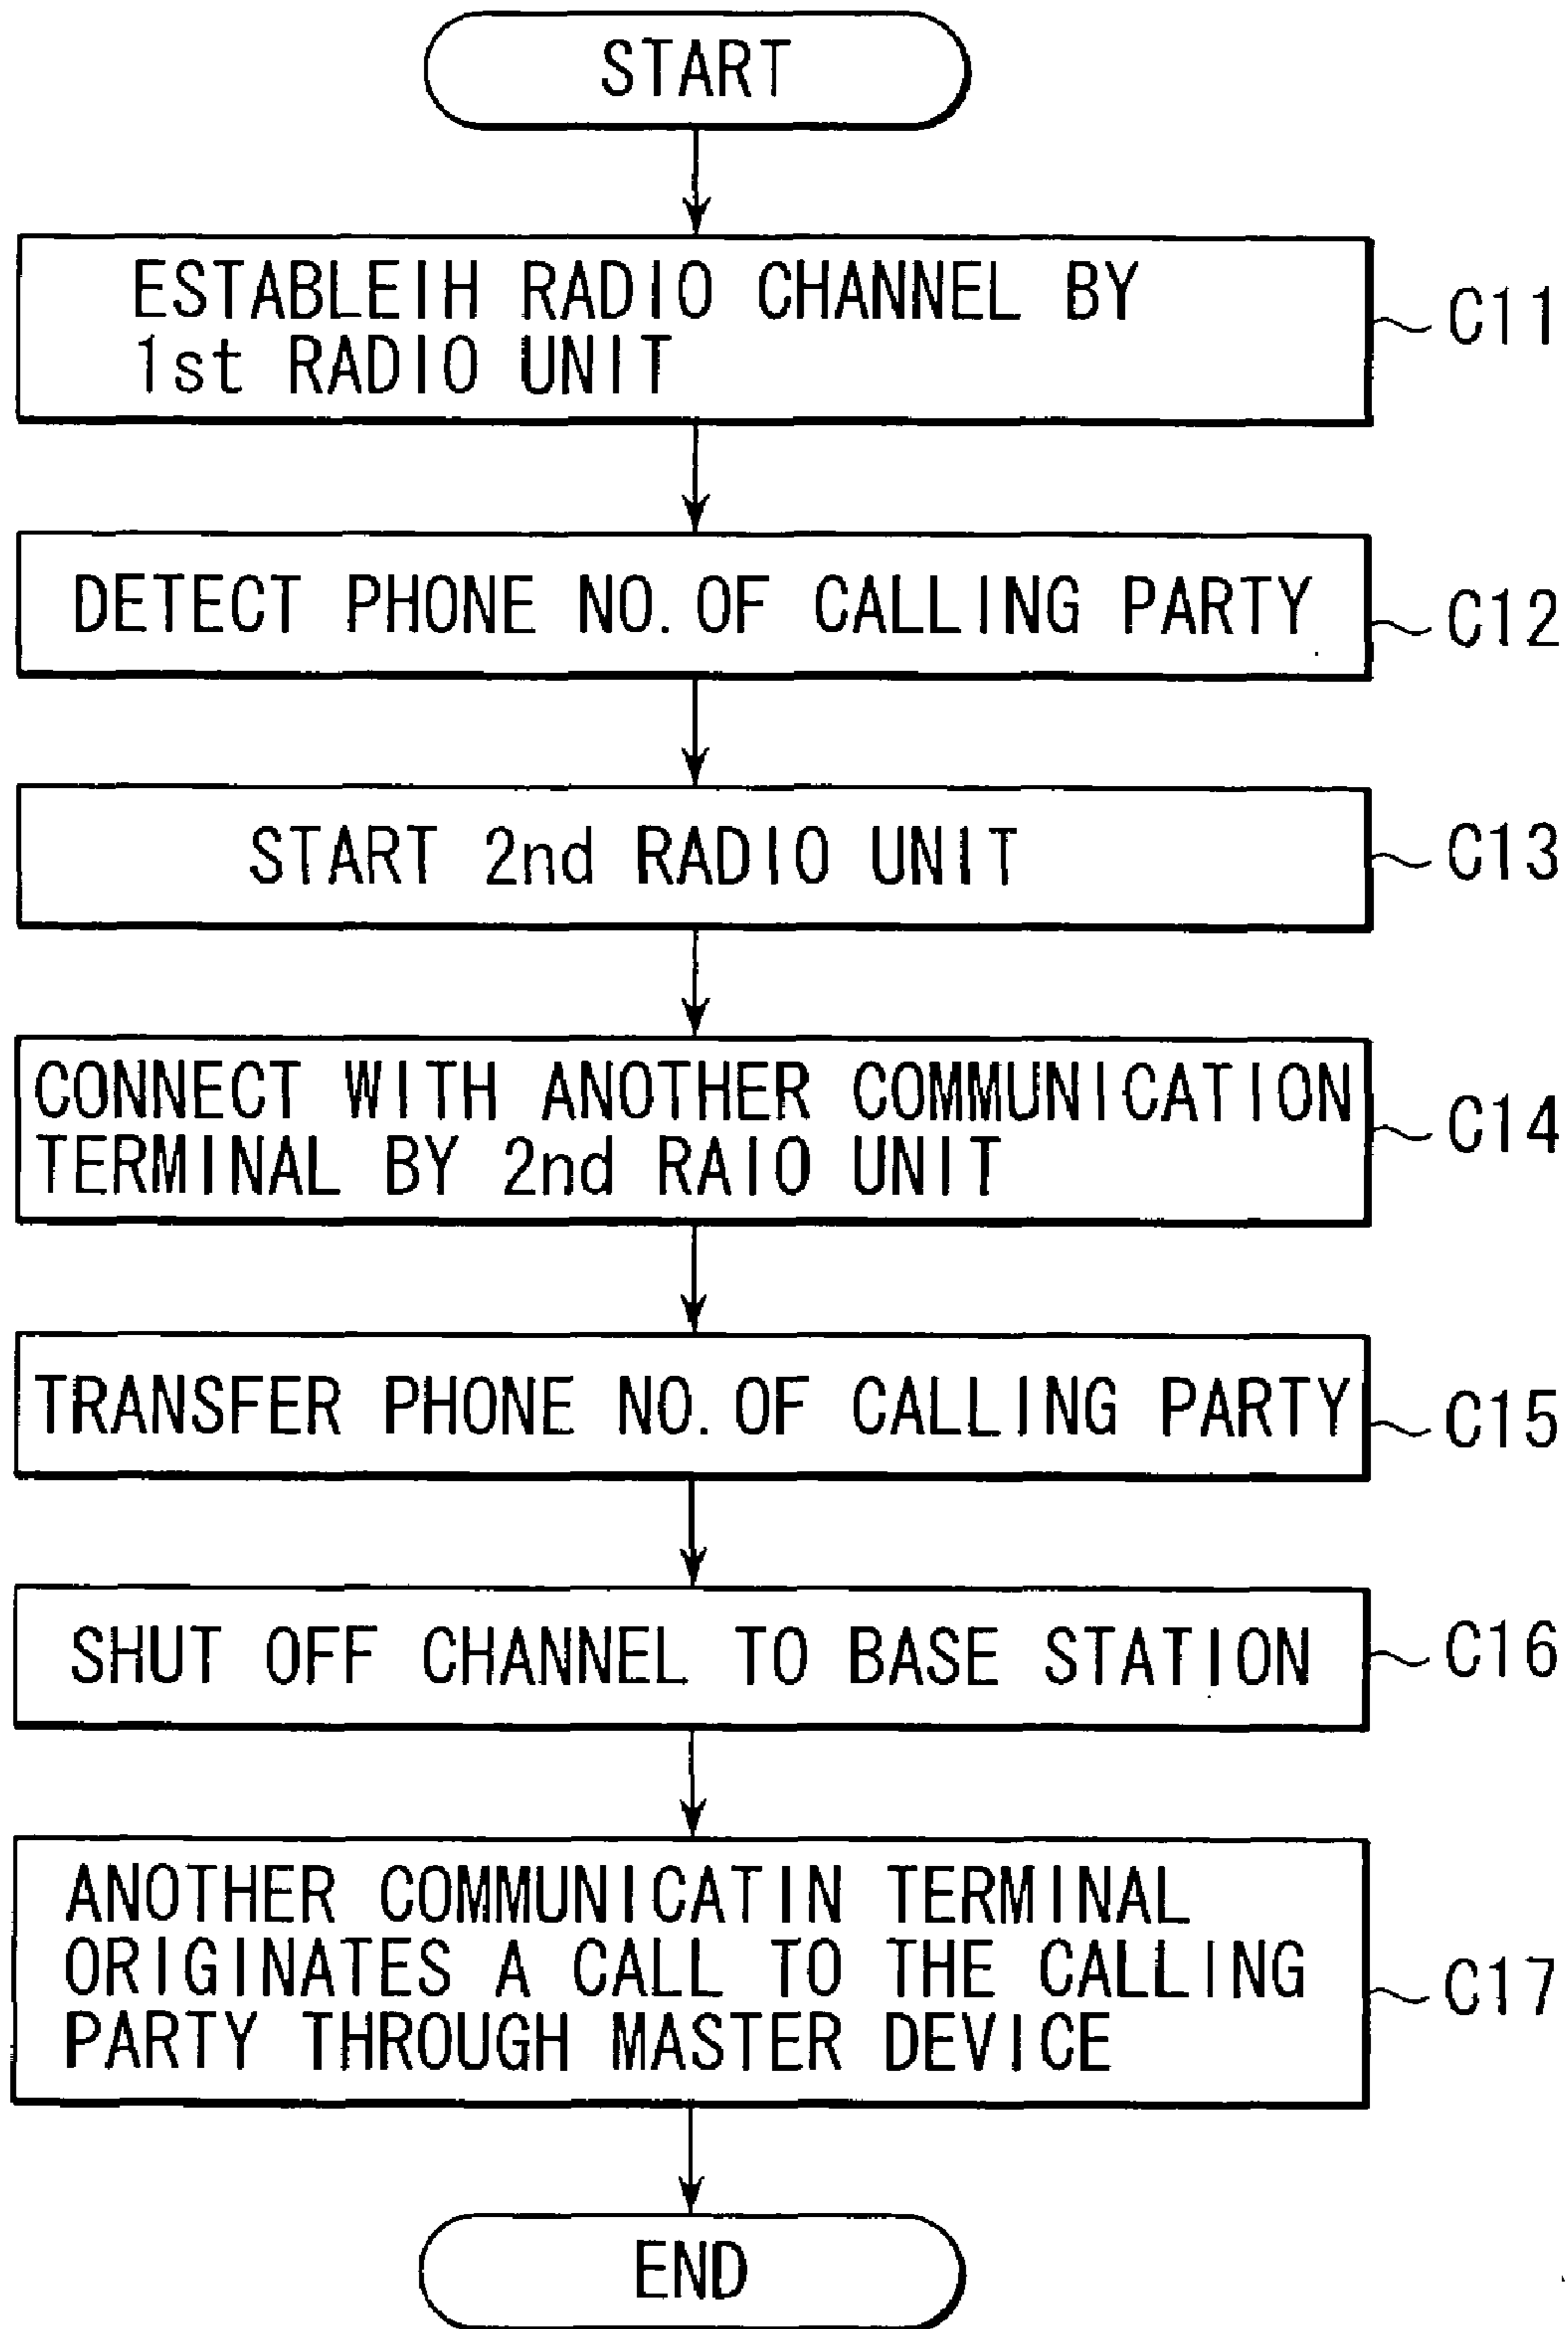 START
ESTABLEIH RADIO CHANNEL BY
1st RADIO UNIT
C11
DETECT PHONE NO. OF CALLING PARTY
C12
START 2nd RADIO UNIT
C13
CONNECT WITH ANOTHER COMMUNICATION
TERMINAL BY 2nd RAIO UNIT
C14
TRANSFER PHONE NO. OF CALLING PARTY
C15
SHUT OFF CHANNEL TO BASE STATION
C16
ANOTHER COMMUNICATIN TERMINAL
ORIGINATES A CALL TO THE CALLING
PARTY THROUGH MASTER DEVICE
C17
END